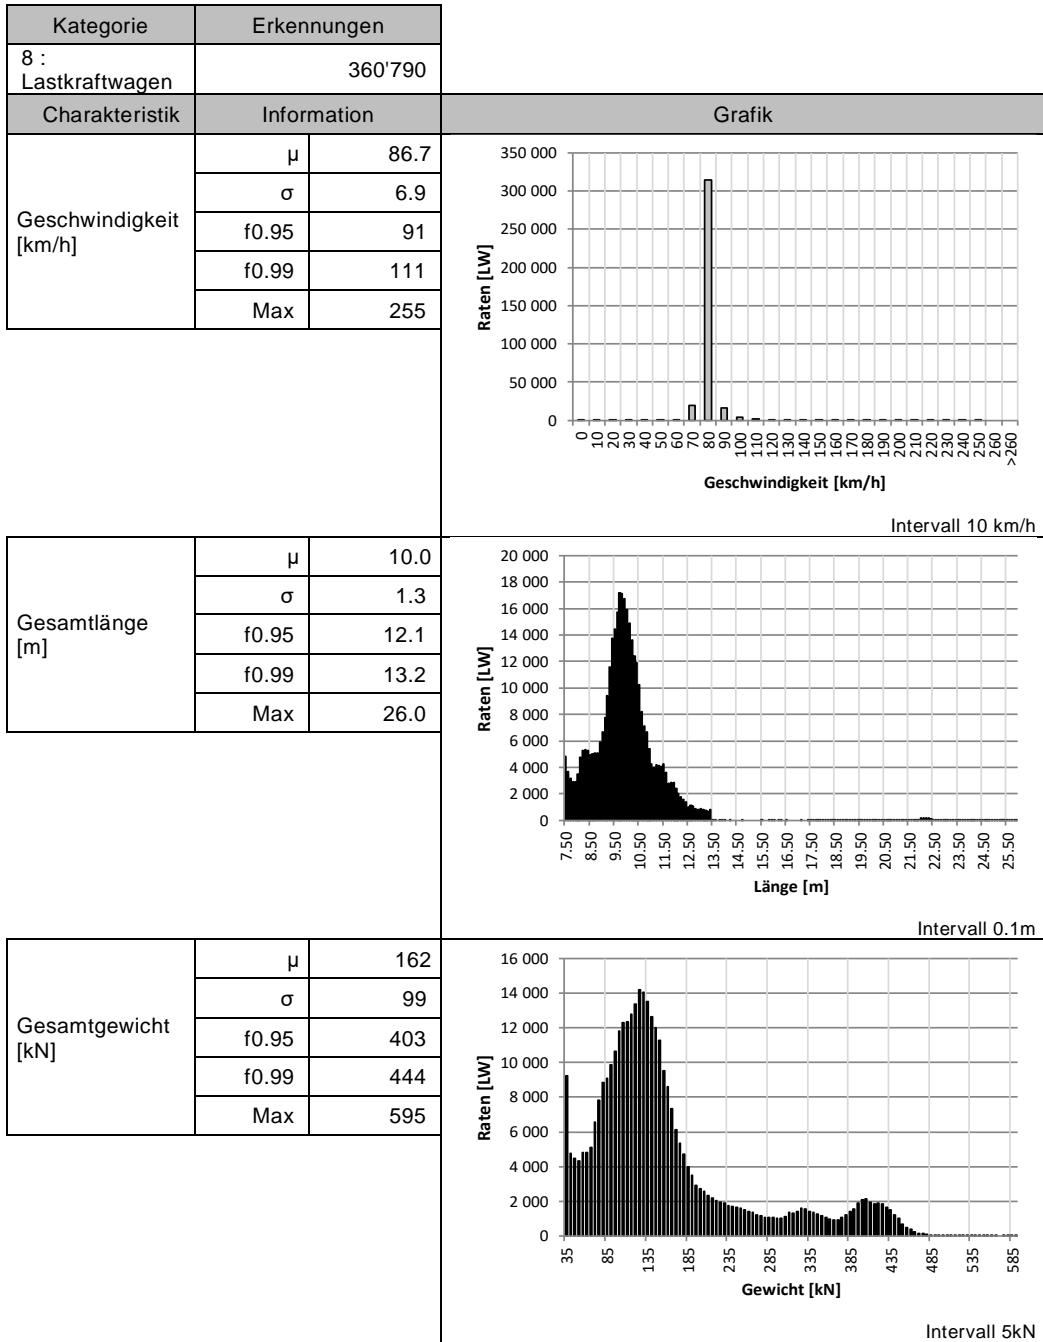 Kategorie Erkennungen
8 :
Lastkraftwagen 360'790
Charakteristik Information Grafik
Geschwindigkeit
[km/h]
µ 86.7
σ 6.9
f0.95 91
f0.99 111
Max 255
350 000
300 000
250 000
200 000
150 000
100 000
50 000
0
Raten [LW]
0 10 20 30 40 50 60 70 80 90 100 110 120 130 140 150 160 170 180 190 200 210 220 230 240 250 260 >260
Geschwindigkeit [km/h]
Intervall 10 km/h
Gesamtlänge
[m]
µ 10.0
σ 1.3
f0.95 12.1
f0.99 13.2
Max 26.0
20 000
18 000
16 000
14 000
12 000
10 000
8 000
6 000
4 000
2 000
0
Raten [LW]
7.50 8.50 9.50 10.50 11.50 12.50 13.50 14.50 15.50 16.50 17.50 18.50 19.50 20.50 21.50 22.50 23.50 24.50 25.50
Länge [m]
Intervall 0.1m
Gesamtgewicht
[kN]
µ 162
σ 99
f0.95 403
f0.99 444
Max 595
16 000
14 000
12 000
10 000
8 000
6 000
4 000
2 000
0
Raten [LW]
35 85 135 185 235 285 335 385 435 485 535 585
Gewicht [kN]
Intervall 5kN